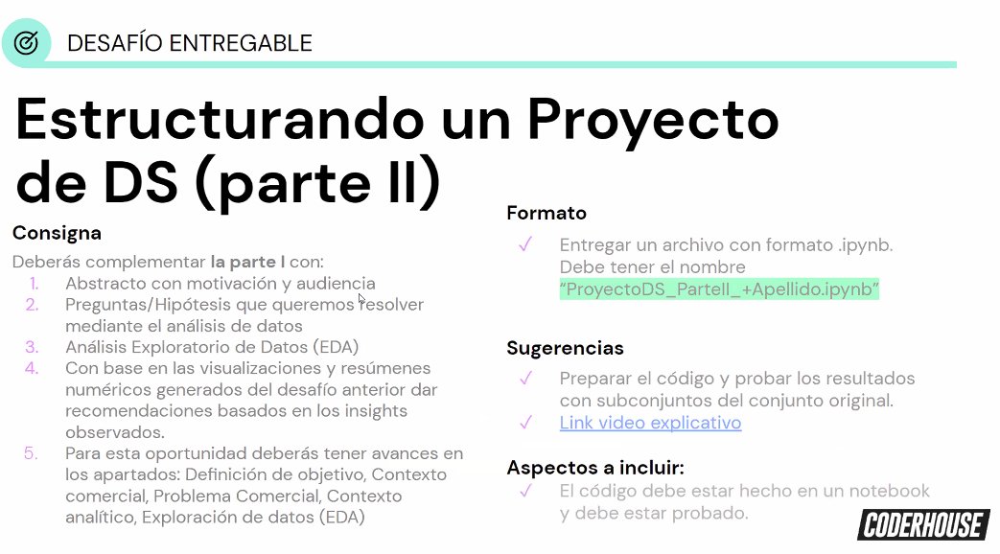 DESAFÍO ENTREGABLE
Estructurando un Proyecto
de DS (parte II)
Consigna
Deberás complementar la parte I con:
1. Abstracto con motivación y audiencia
2. Preguntas/Hipótesis que queremos resolver
mediante el análisis de datos
3. Análisis Exploratorio de Datos (EDA)
4. Con base en las visualizaciones y resúmenes
numéricos generados del desafío anterior dar
recomendaciones basados en los insights
observados.
5. Para esta oportunidad deberás tener avances en
los apartados: Definición de objetivo, Contexto
comercial, Problema Comercial, Contexto
analítico, Exploración de datos (EDA)
Formato
✓ Entregar un archivo con formato .ipynb.
Debe tener el nombre
“ProyectoDS_ParteII_+Apellido.ipynb”
Sugerencias
✓ Preparar el código y probar los resultados
con subconjuntos del conjunto original.
✓ Link video explicativo
Aspectos a incluir:
✓ El código debe estar hecho en un notebook
y debe estar probado.
CODERHOUSE